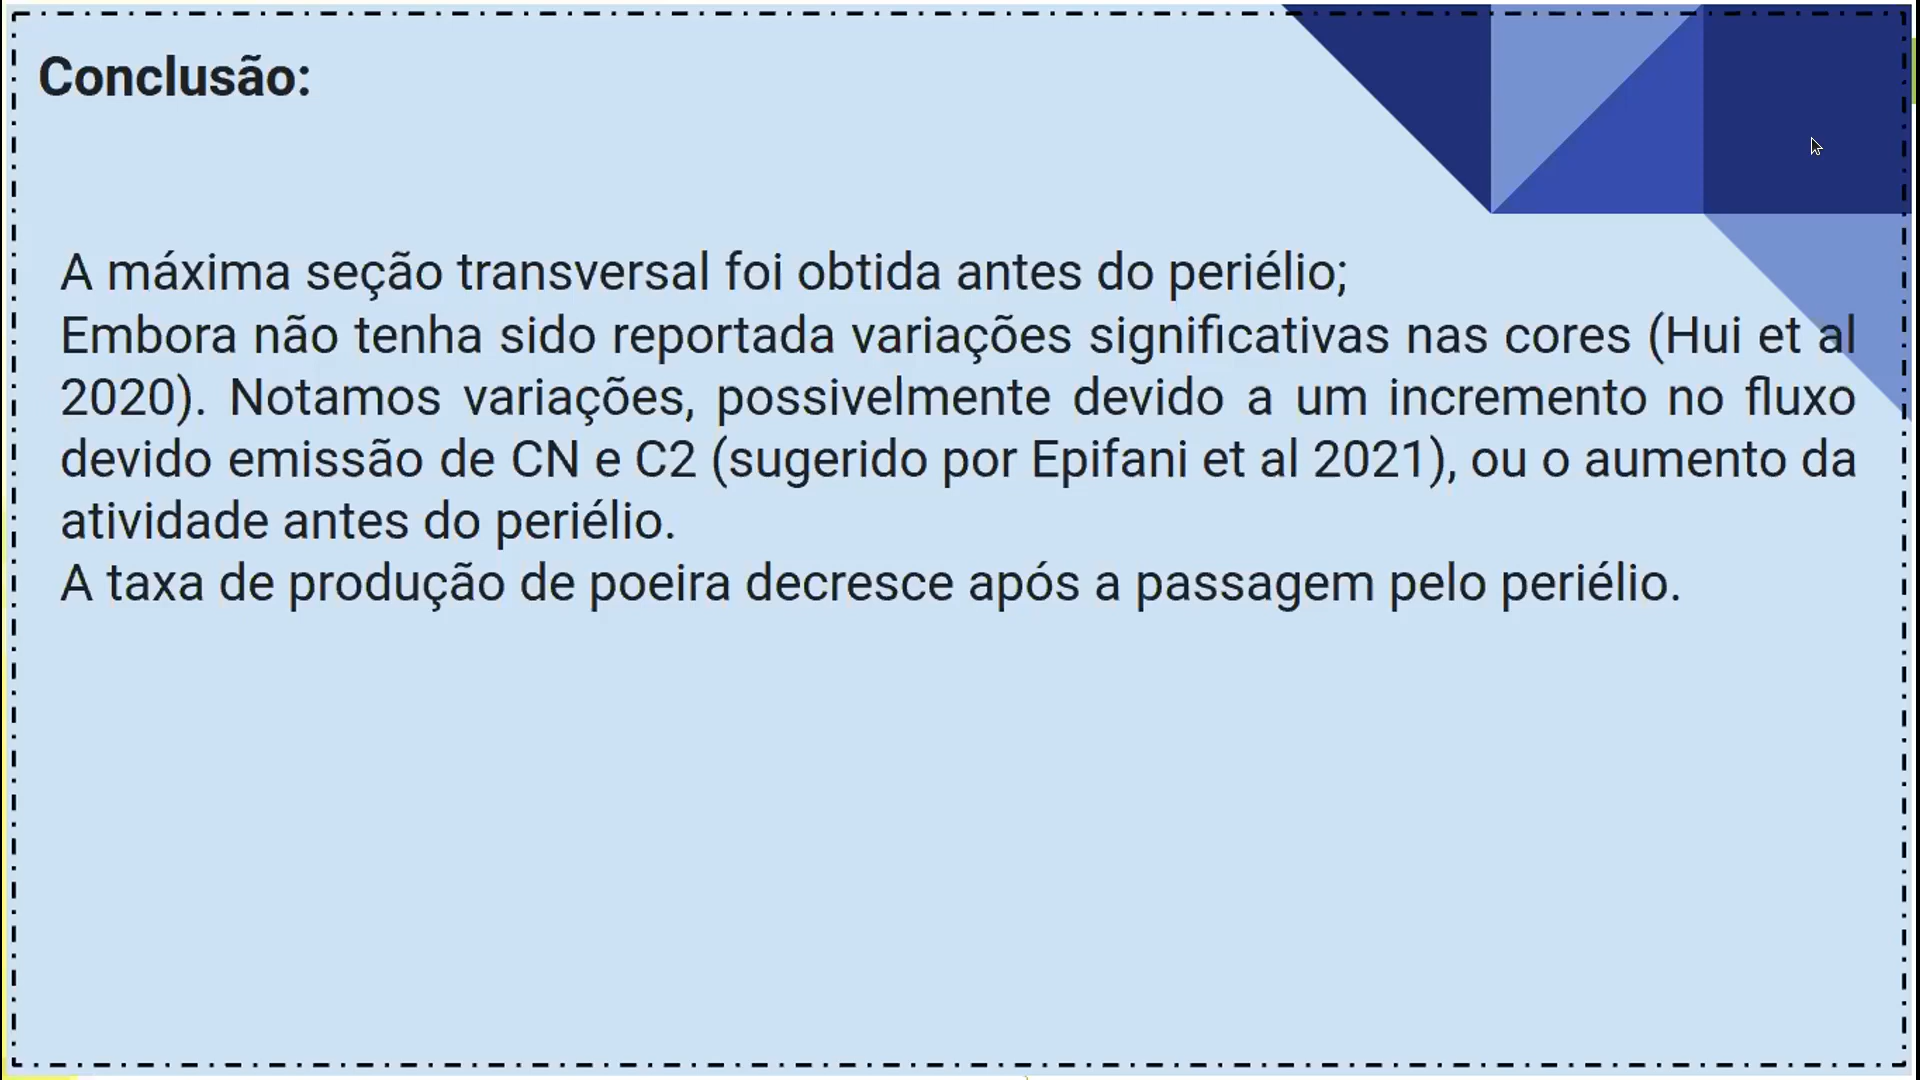 Conclusão:
A máxima seção transversal foi obtida antes do periélio;
Embora não tenha sido reportada variações significativas nas cores (Hui et al
2020). Notamos variações, possivelmente devido a um incremento no fluxo
devido emissão de CN e C2 (sugerido por Epifani et al 2021), ou o aumento da
atividade antes do periélio.
A taxa de produção de poeira decresce após a passagem pelo periélio.